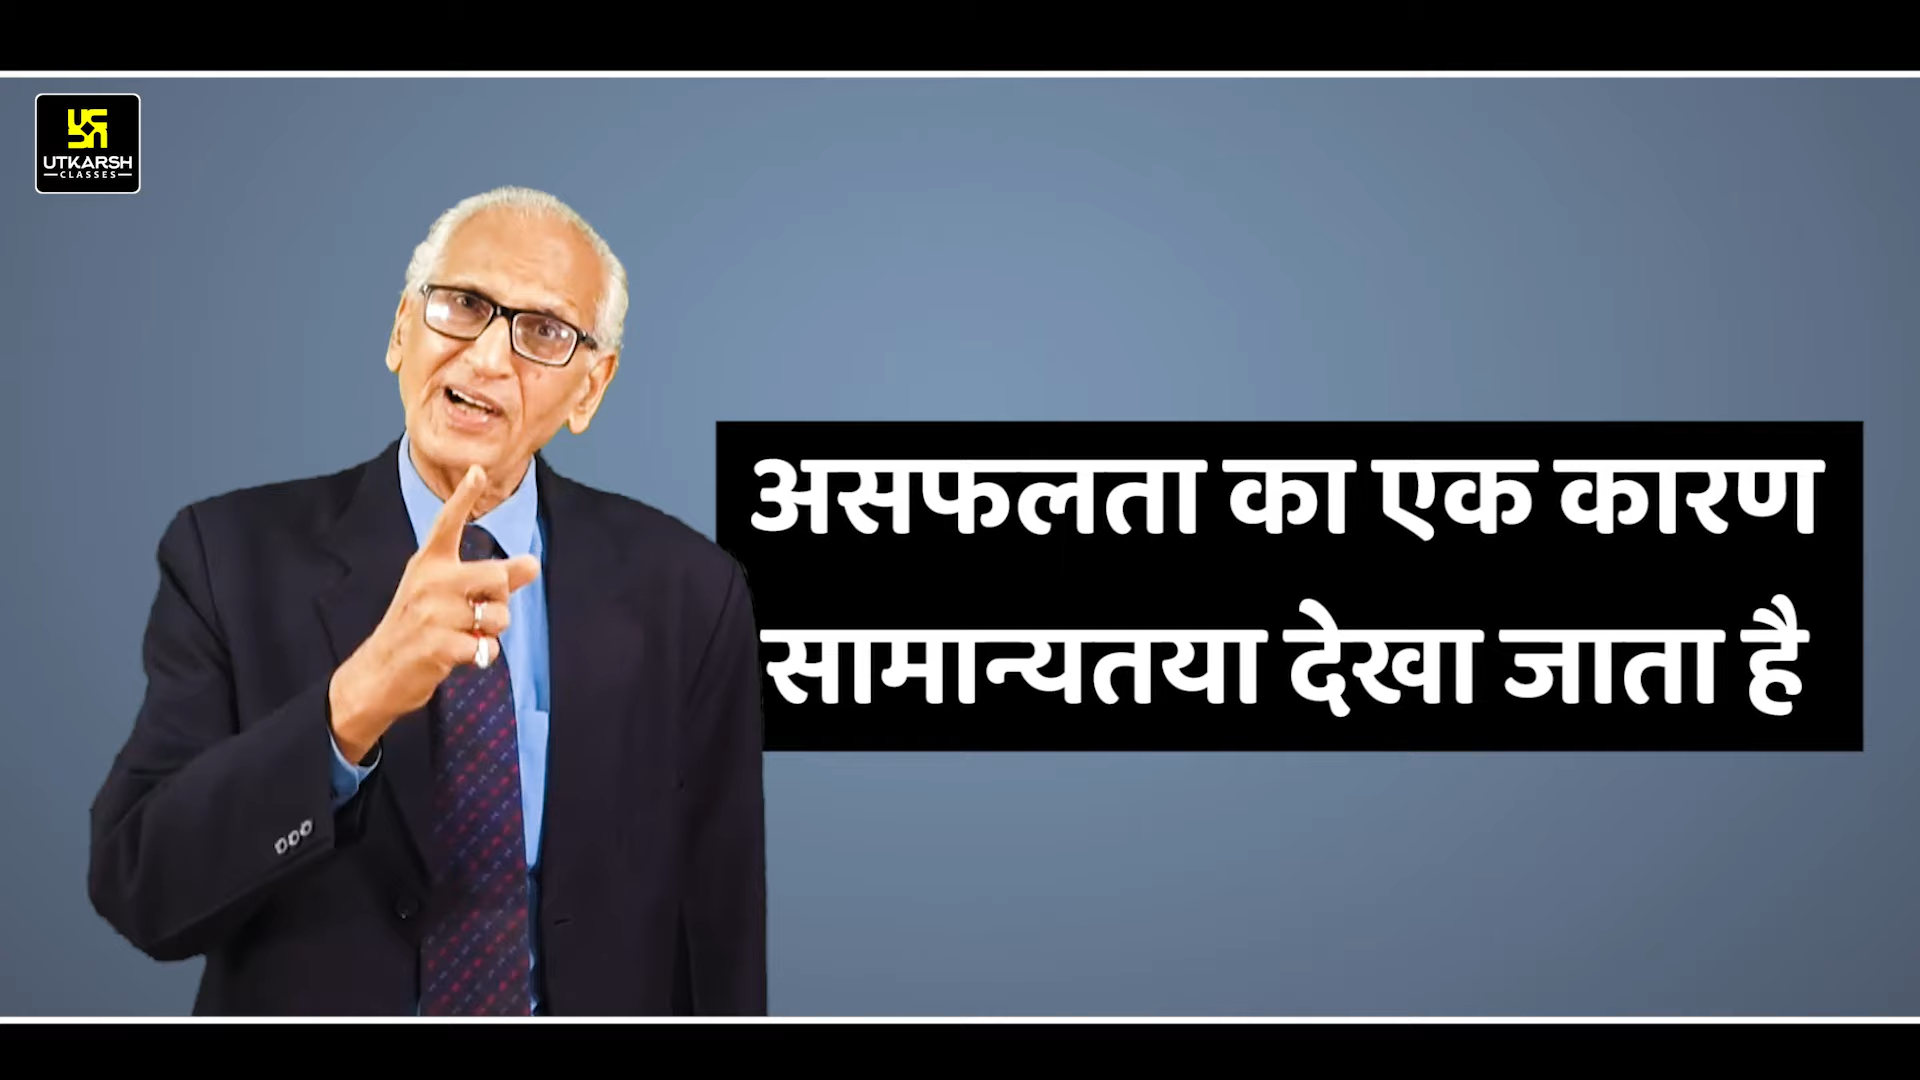 UTKARSH
CLASSES
असफलता का एक कारण
सामान्यतया देखा जाता है